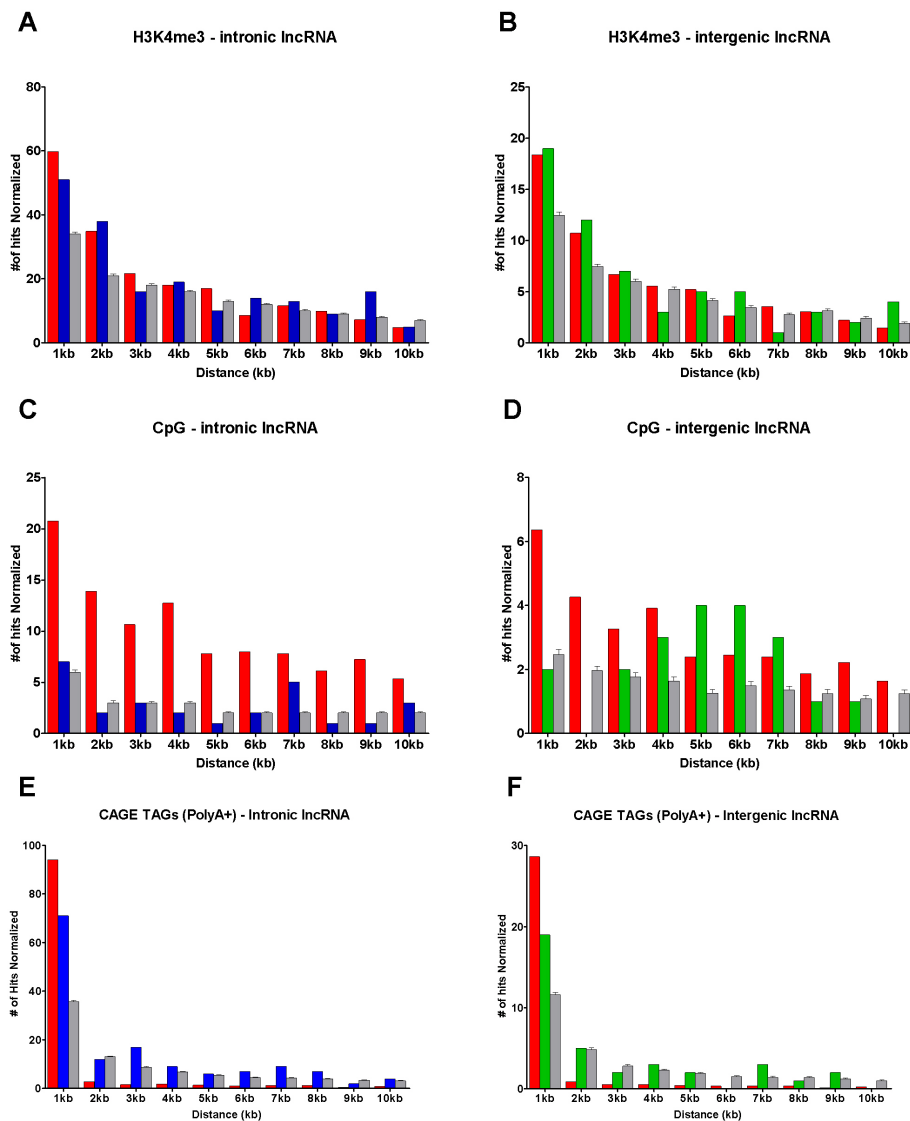 A
H3K4me3 - intronic lncRNA
80
60
40
20
0
#of hits Normalized
1kb 2kb 3kb 4kb 5kb 6kb 7kb 8kb 9kb 10kb
Distance (kb)
B
H3K4me3 - intergenic lncRNA
25
20
15
10
5
0
#of hits Normalized
1kb 2kb 3kb 4kb 5kb 6kb 7kb 8kb 9kb 10kb
Distance (kb)
C
CpG - intronic lncRNA
25
20
15
10
5
0
#of hits Normalized
1kb 2kb 3kb 4kb 5kb 6kb 7kb 8kb 9kb 10kb
Distance (kb)
D
CpG - intergenic lncRNA
8
6
4
2
0
#of hits Normalized
1kb 2kb 3kb 4kb 5kb 6kb 7kb 8kb 9kb 10kb
Distance (kb)
E
CAGE TAGs (PolyA+) - Intronic lncRNA
100
80
60
40
20
0
# of Hits Normalized
1kb 2kb 3kb 4kb 5kb 6kb 7kb 8kb 9kb 10kb
Distance (kb)
F
CAGE TAGs (PolyA+) - Intergenic lncRNA
30
20
10
0
# of hits Normalized
1kb 2kb 3kb 4kb 5kb 6kb 7kb 8kb 9kb 10kb
Distance (kb)